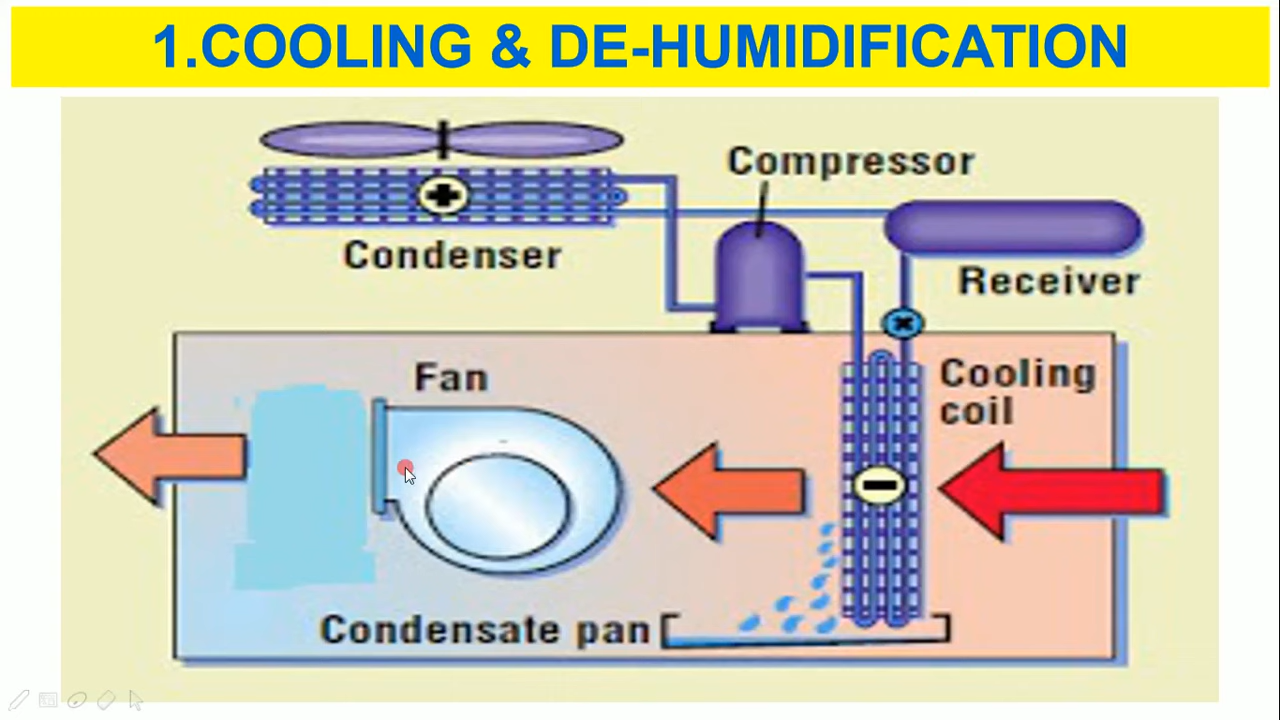 1.COOLING & DE-HUMIDIFICATION
Compressor
Condenser
Receiver
Fan
Cooling
coil
Condensate pan